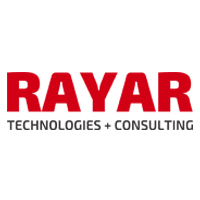 RAYAR
TECHNOLOGIES + CONSULTING